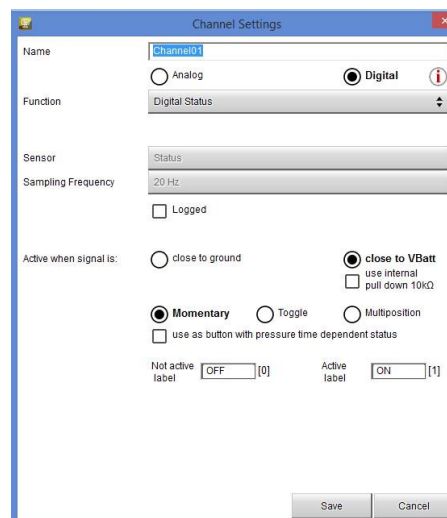 Channel Settings
Name Channel01
Analog Digital i
Function Digital Status
Sensor Status
Sampling Frequency 20 Hz
Logged
Active when signal is: close to ground close to VBatt
use internal
pull down 10kΩ
Momentary Toggle Multiposition
use as button with pressure time dependent status
Not active label OFF [0] Active label ON [1]
Save Cancel